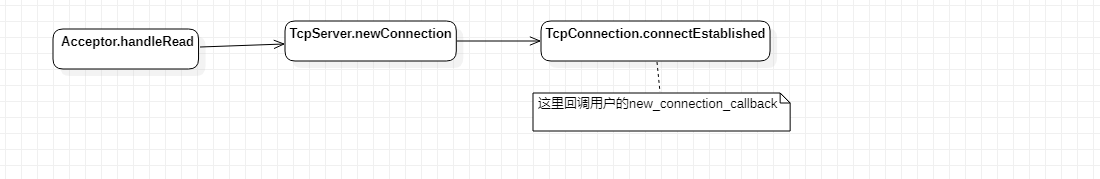 Acceptor.handleRead
TcpServer.newConnection
TcpConnection.connectEstablished
这里回调用户的new_connection_callback